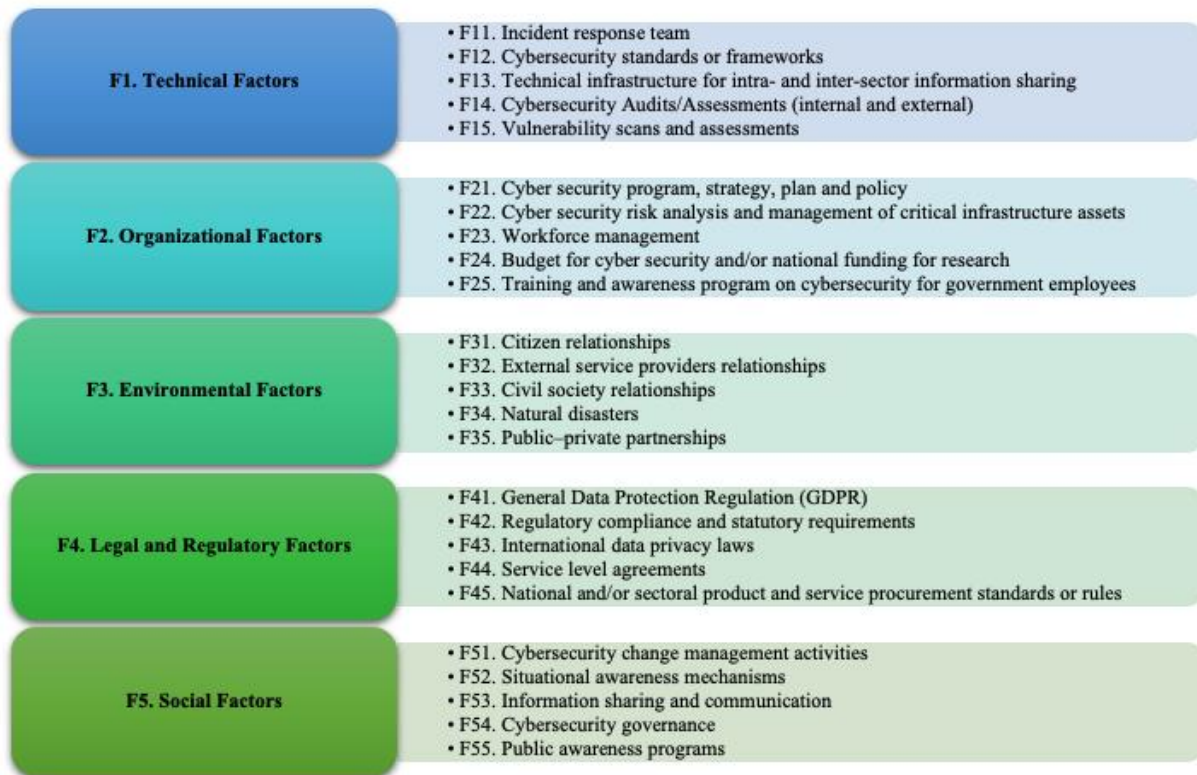 F1. Technical Factors
• F11. Incident response team
• F12. Cybersecurity standards or frameworks
• F13. Technical infrastructure for intra- and inter-sector information sharing
• F14. Cybersecurity Audits/Assessments (internal and external)
• F15. Vulnerability scans and assessments
F2. Organizational Factors
• F21. Cyber security program, strategy, plan and policy
• F22. Cyber security risk analysis and management of critical infrastructure assets
• F23. Workforce management
• F24. Budget for cyber security and/or national funding for research
• F25. Training and awareness program on cybersecurity for government employees
F3. Environmental Factors
• F31. Citizen relationships
• F32. External service providers relationships
• F33. Civil society relationships
• F34. Natural disasters
• F35. Public–private partnerships
F4. Legal and Regulatory Factors
• F41. General Data Protection Regulation (GDPR)
• F42. Regulatory compliance and statutory requirements
• F43. International data privacy laws
• F44. Service level agreements
• F45. National and/or sectoral product and service procurement standards or rules
F5. Social Factors
• F51. Cybersecurity change management activities
• F52. Situational awareness mechanisms
• F53. Information sharing and communication
• F54. Cybersecurity governance
• F55. Public awareness programs